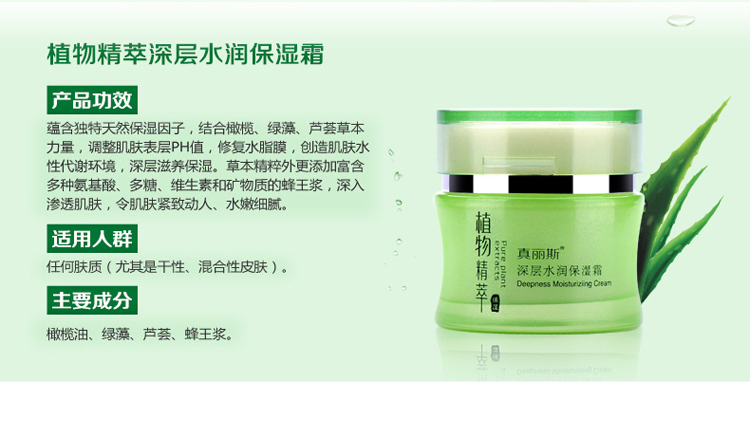 植物精萃深层水润保湿霜
产品功效
蕴含独特天然保湿因子，结合橄榄、绿藻、芦荟草本
力量，调整肌肤表层PH值，修复水脂膜，创造肌肤水
性代谢环境，深层滋养保湿。草本精粹外更添加富含
多种氨基酸、多糖、维生素和矿物质的蜂王浆，深入
渗透肌肤，令肌肤紧致动人、水嫩细腻。
适用人群
任何肤质（尤其是干性、混合性皮肤）。
主要成分
橄榄油、绿藻、芦荟、蜂王浆。
植物精萃
Pure plant
extracts
保湿
真丽斯®
深层水润保湿霜
Deepness Moisturizing Cream